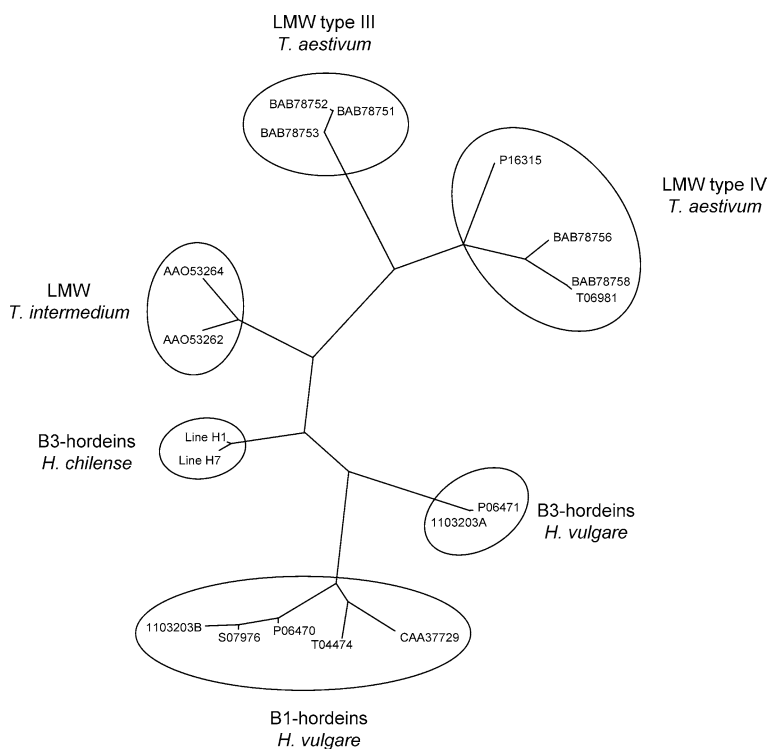 LMW type III
T. aestivum
BAB78752
BAB78751
BAB78753
P16315
LMW type IV
T. aestivum
BAB78756
BAB78758
T06981
AAO53264
LMW
T. intermedium
AAO53262
B3-hordeins
H. chilense
Line H1
Line H7
P06471
1103203A
B3-hordeins
H. vulgare
1103203B
S07976
P06470
T04474
CAA37729
B1-hordeins
H. vulgare